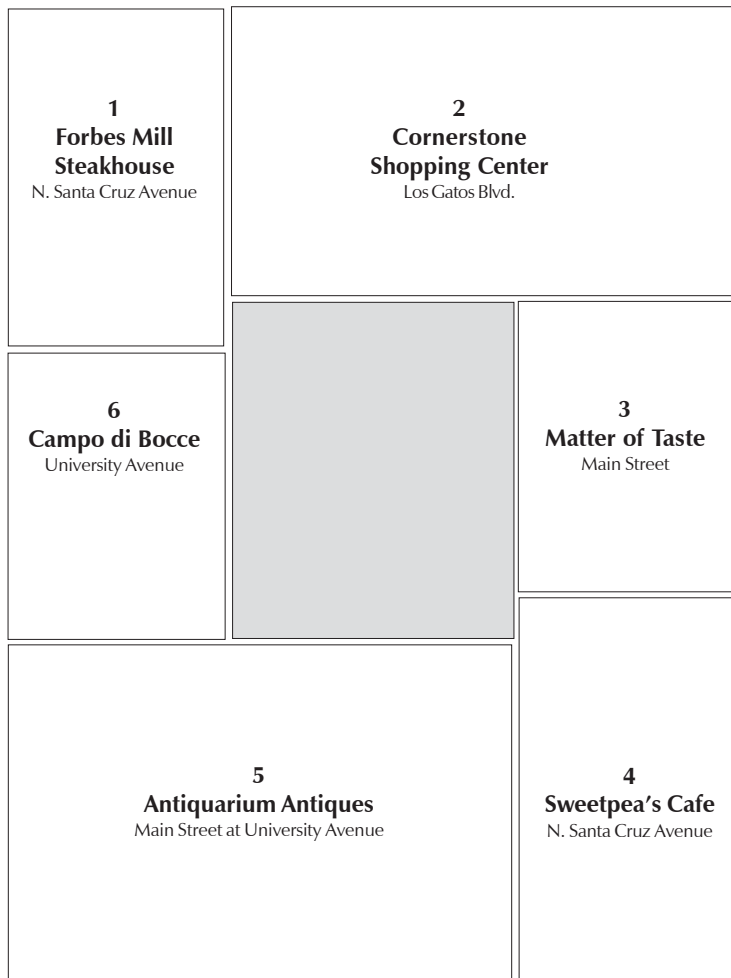 1
Forbes Mill
Steakhouse
N. Santa Cruz Avenue
2
Cornerstone
Shopping Center
Los Gatos Blvd.
6
Campo di Bocce
University Avenue
3
Matter of Taste
Main Street
5
Antiquarium Antiques
Main Street at University Avenue
4
Sweetpea’s Cafe
N. Santa Cruz Avenue